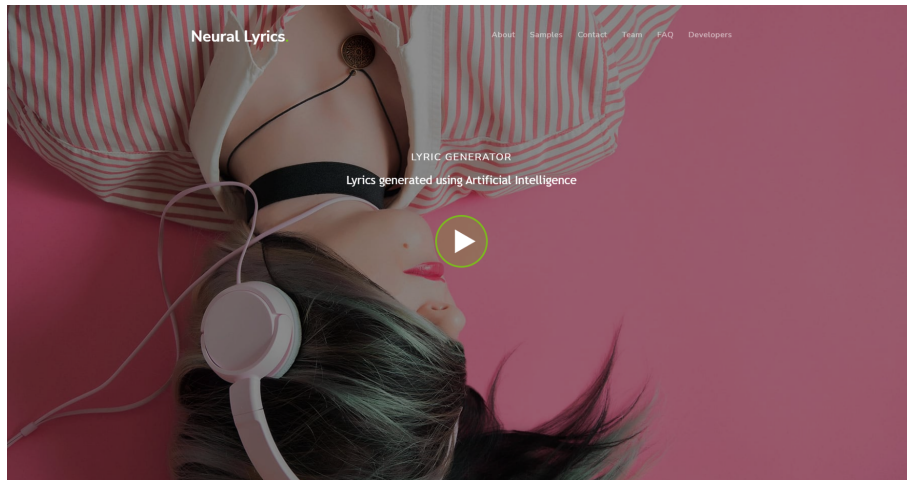 Neural Lyrics.
About Samples Contact Team FAQ Developers
LYRIC GENERATOR
Lyrics generated using Artificial Intelligence